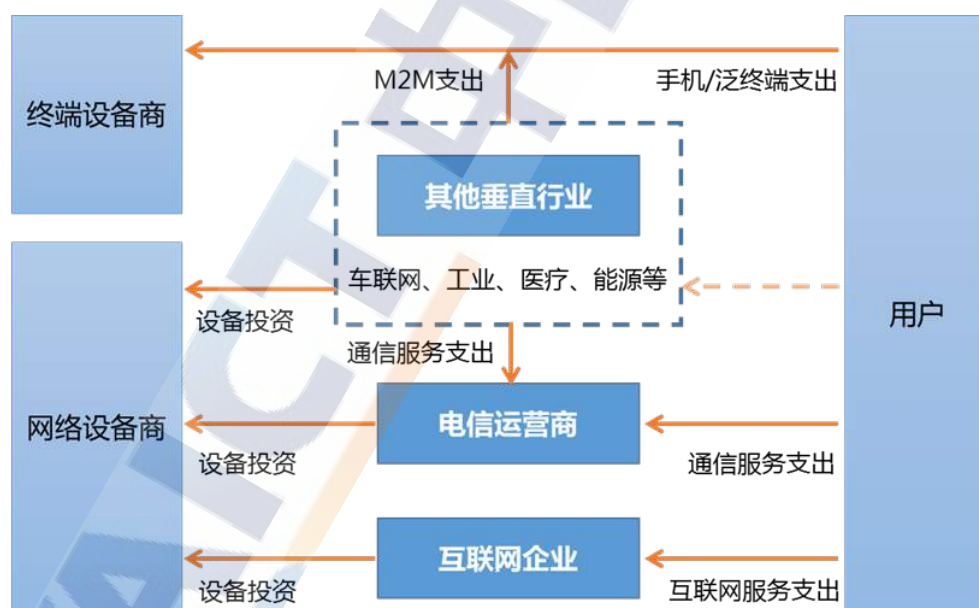 M2M支出
手机/泛终端支出
终端设备商
其他垂直行业
车联网、工业、医疗、能源等
设备投资
用户
通信服务支出
电信运营商
网络设备商
设备投资
通信服务支出
互联网企业
设备投资
互联网服务支出